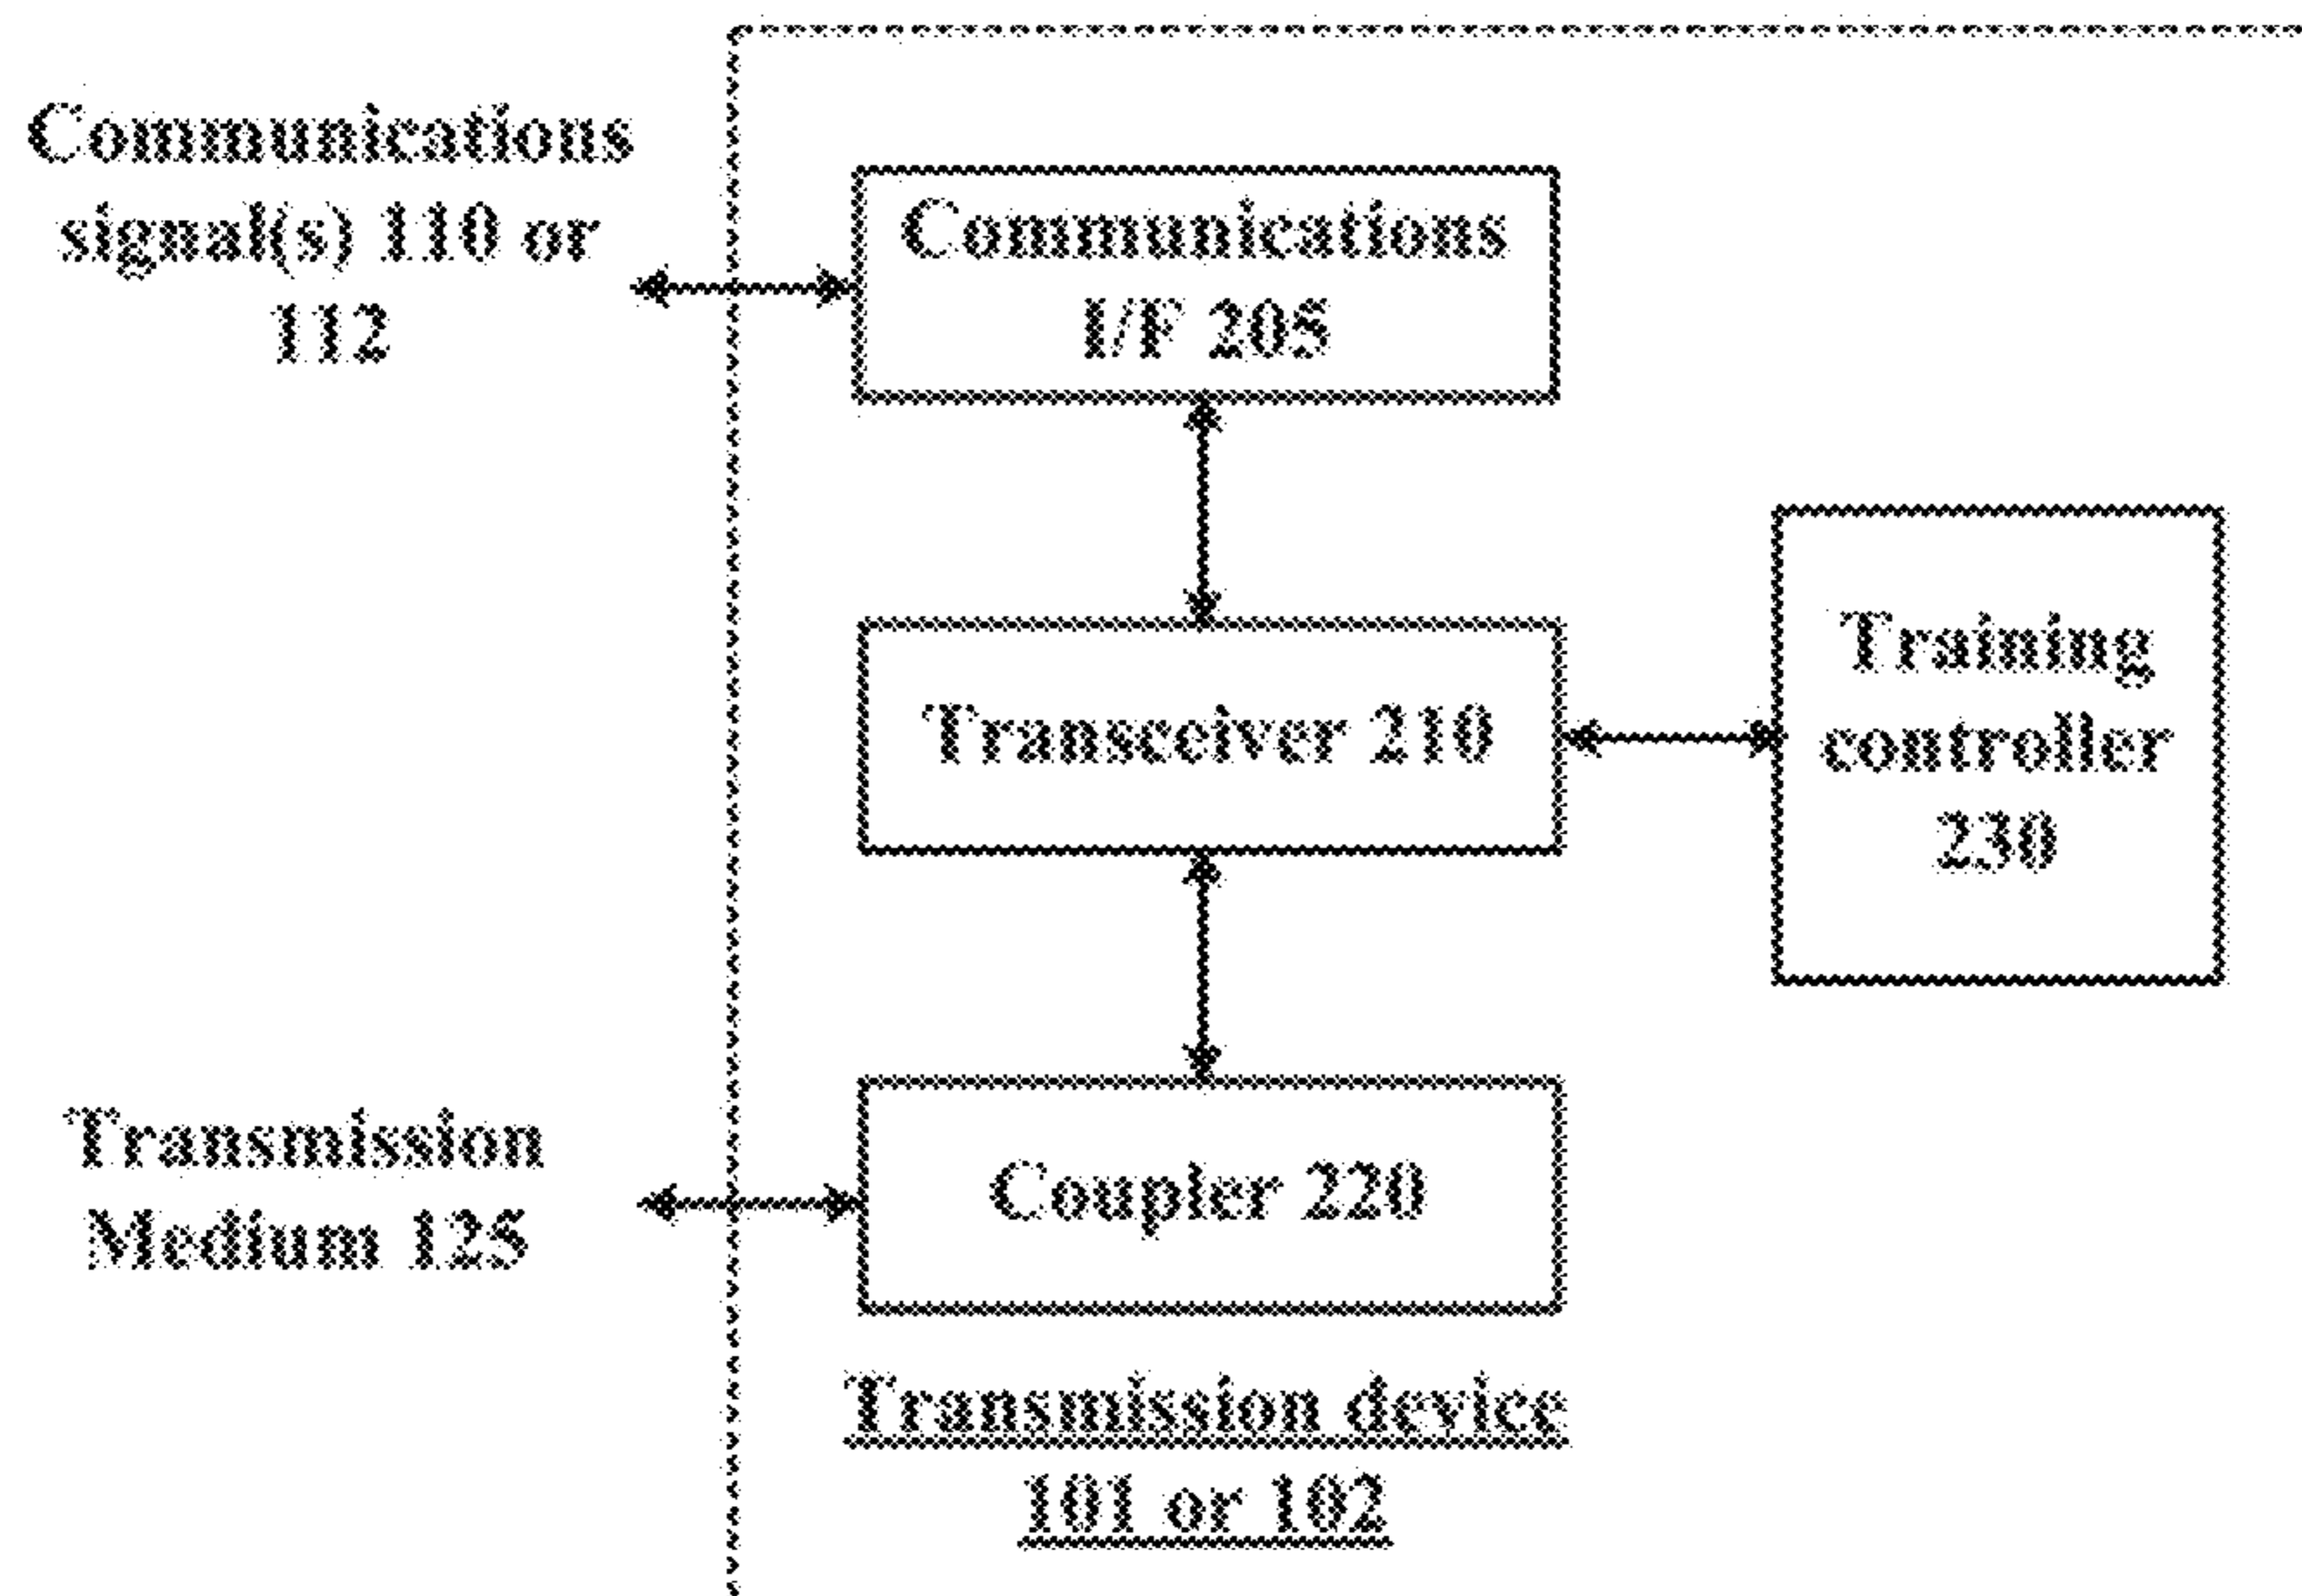 Communications
signal(s) 110 or
112
Communications
I/F 205
Transceiver 210
Training
controller
230
Transmission
Medium 125
Coupler 220
Transmission device
101 or 102